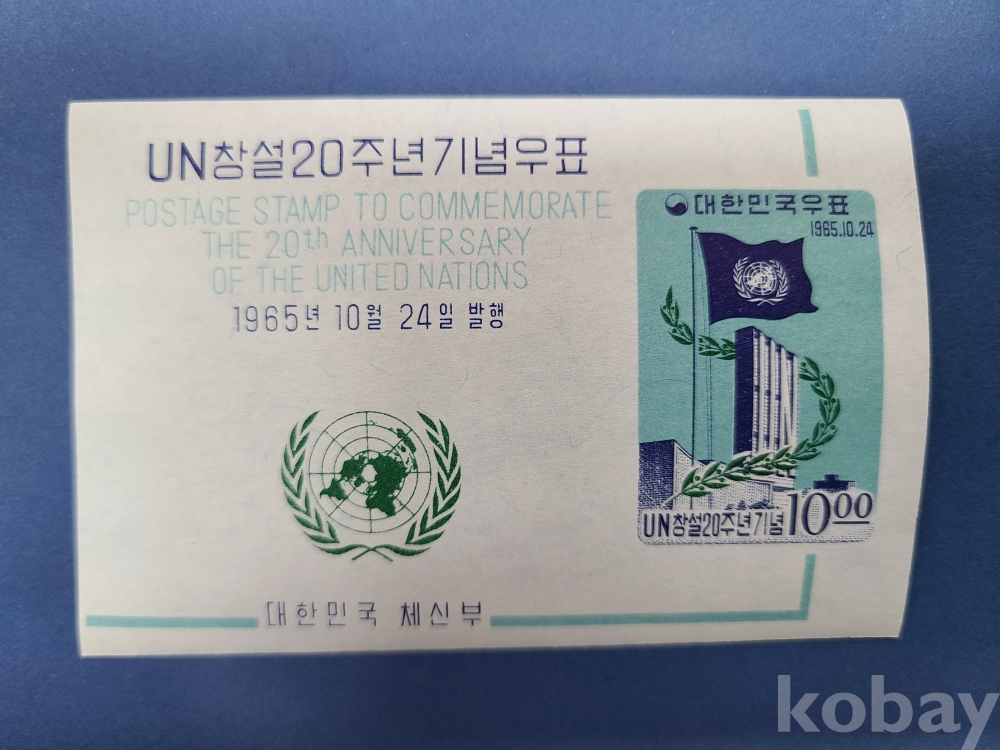 UN창설20주년기념우표
POSTAGE STAMP TO COMMEMORATE
THE 20th ANNIVERSARY
OF THE UNITED NATIONS
1965년 10월 24일 발행
대한민국 체신부
대한민국우표
1965.10.24
UN창설20주년기념 1000
kobay